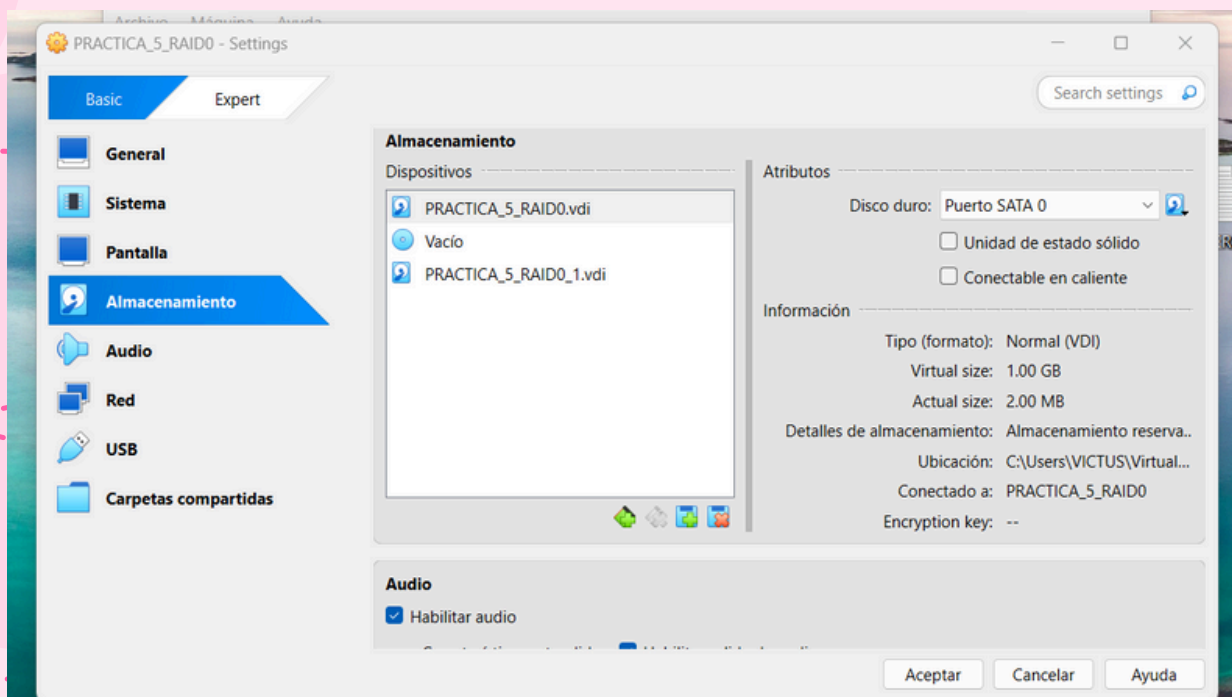 Archivo Máquina Ayuda
PRACTICA_5_RAID0 - Settings
Basic
Expert
Search settings
General
Sistema
Pantalla
Almacenamiento
Audio
Red
USB
Carpetas compartidas
Almacenamiento
Dispositivos
PRACTICA_5_RAID0.vdi
Vacío
PRACTICA_5_RAID0_1.vdi
Atributos
Disco duro: Puerto SATA 0
Unidad de estado sólido
Conectable en caliente
Información
Tipo (formato): Normal (VDI)
Virtual size: 1.00 GB
Actual size: 2.00 MB
Detalles de almacenamiento: Almacenamiento reserva..
Ubicación: C:\Users\VICTUS\Virtual...
Conectado a: PRACTICA_5_RAID0
Encryption key: --
Audio
Habilitar audio
Aceptar
Cancelar
Ayuda